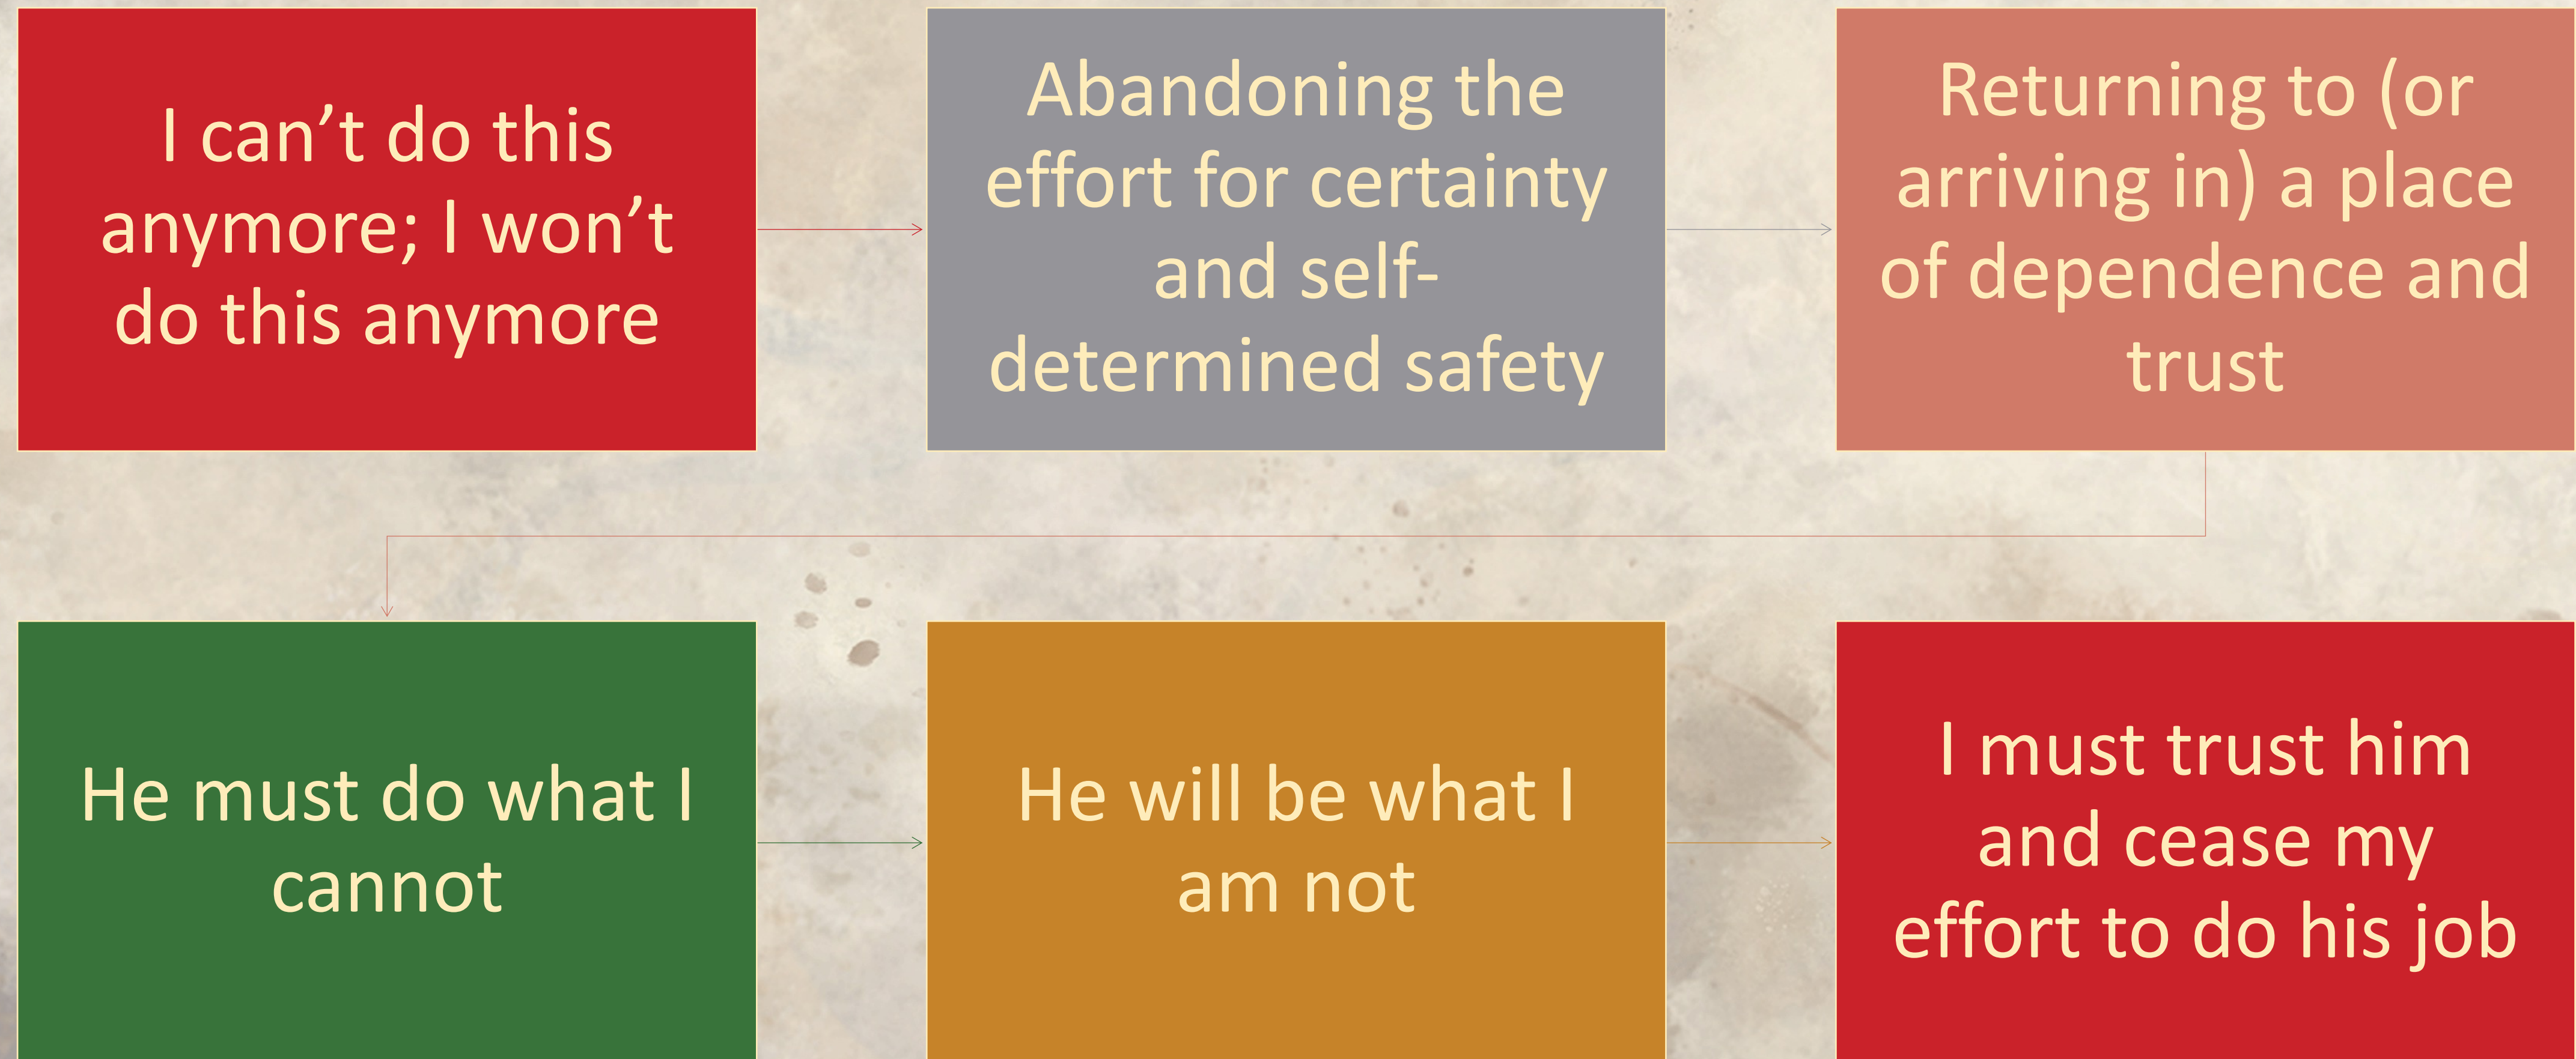 I can’t do this
anymore; I won’t
do this anymore
Abandoning the
effort for certainty
and self-
determined safety
Returning to (or
arriving in) a place
of dependence and
trust
He must do what I
cannot
He will be what I
am not
I must trust him
and cease my
effort to do his job